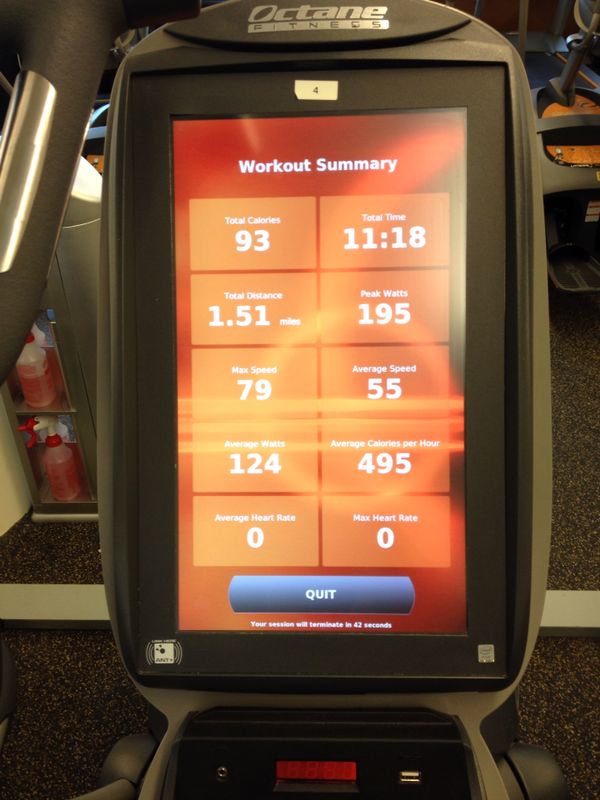 Octane
FITNESS
4
Workout Summary
Total Calories
93
Total Time
11:18
Total Distance
1.51 miles
Peak Watts
195
Max Speed
79
Average Speed
55
Average Watts
124
Average Calories per Hour
495
Average Heart Rate
0
Max Heart Rate
0
QUIT
Your session will terminate in 42 seconds
LINK HERE
ANT+